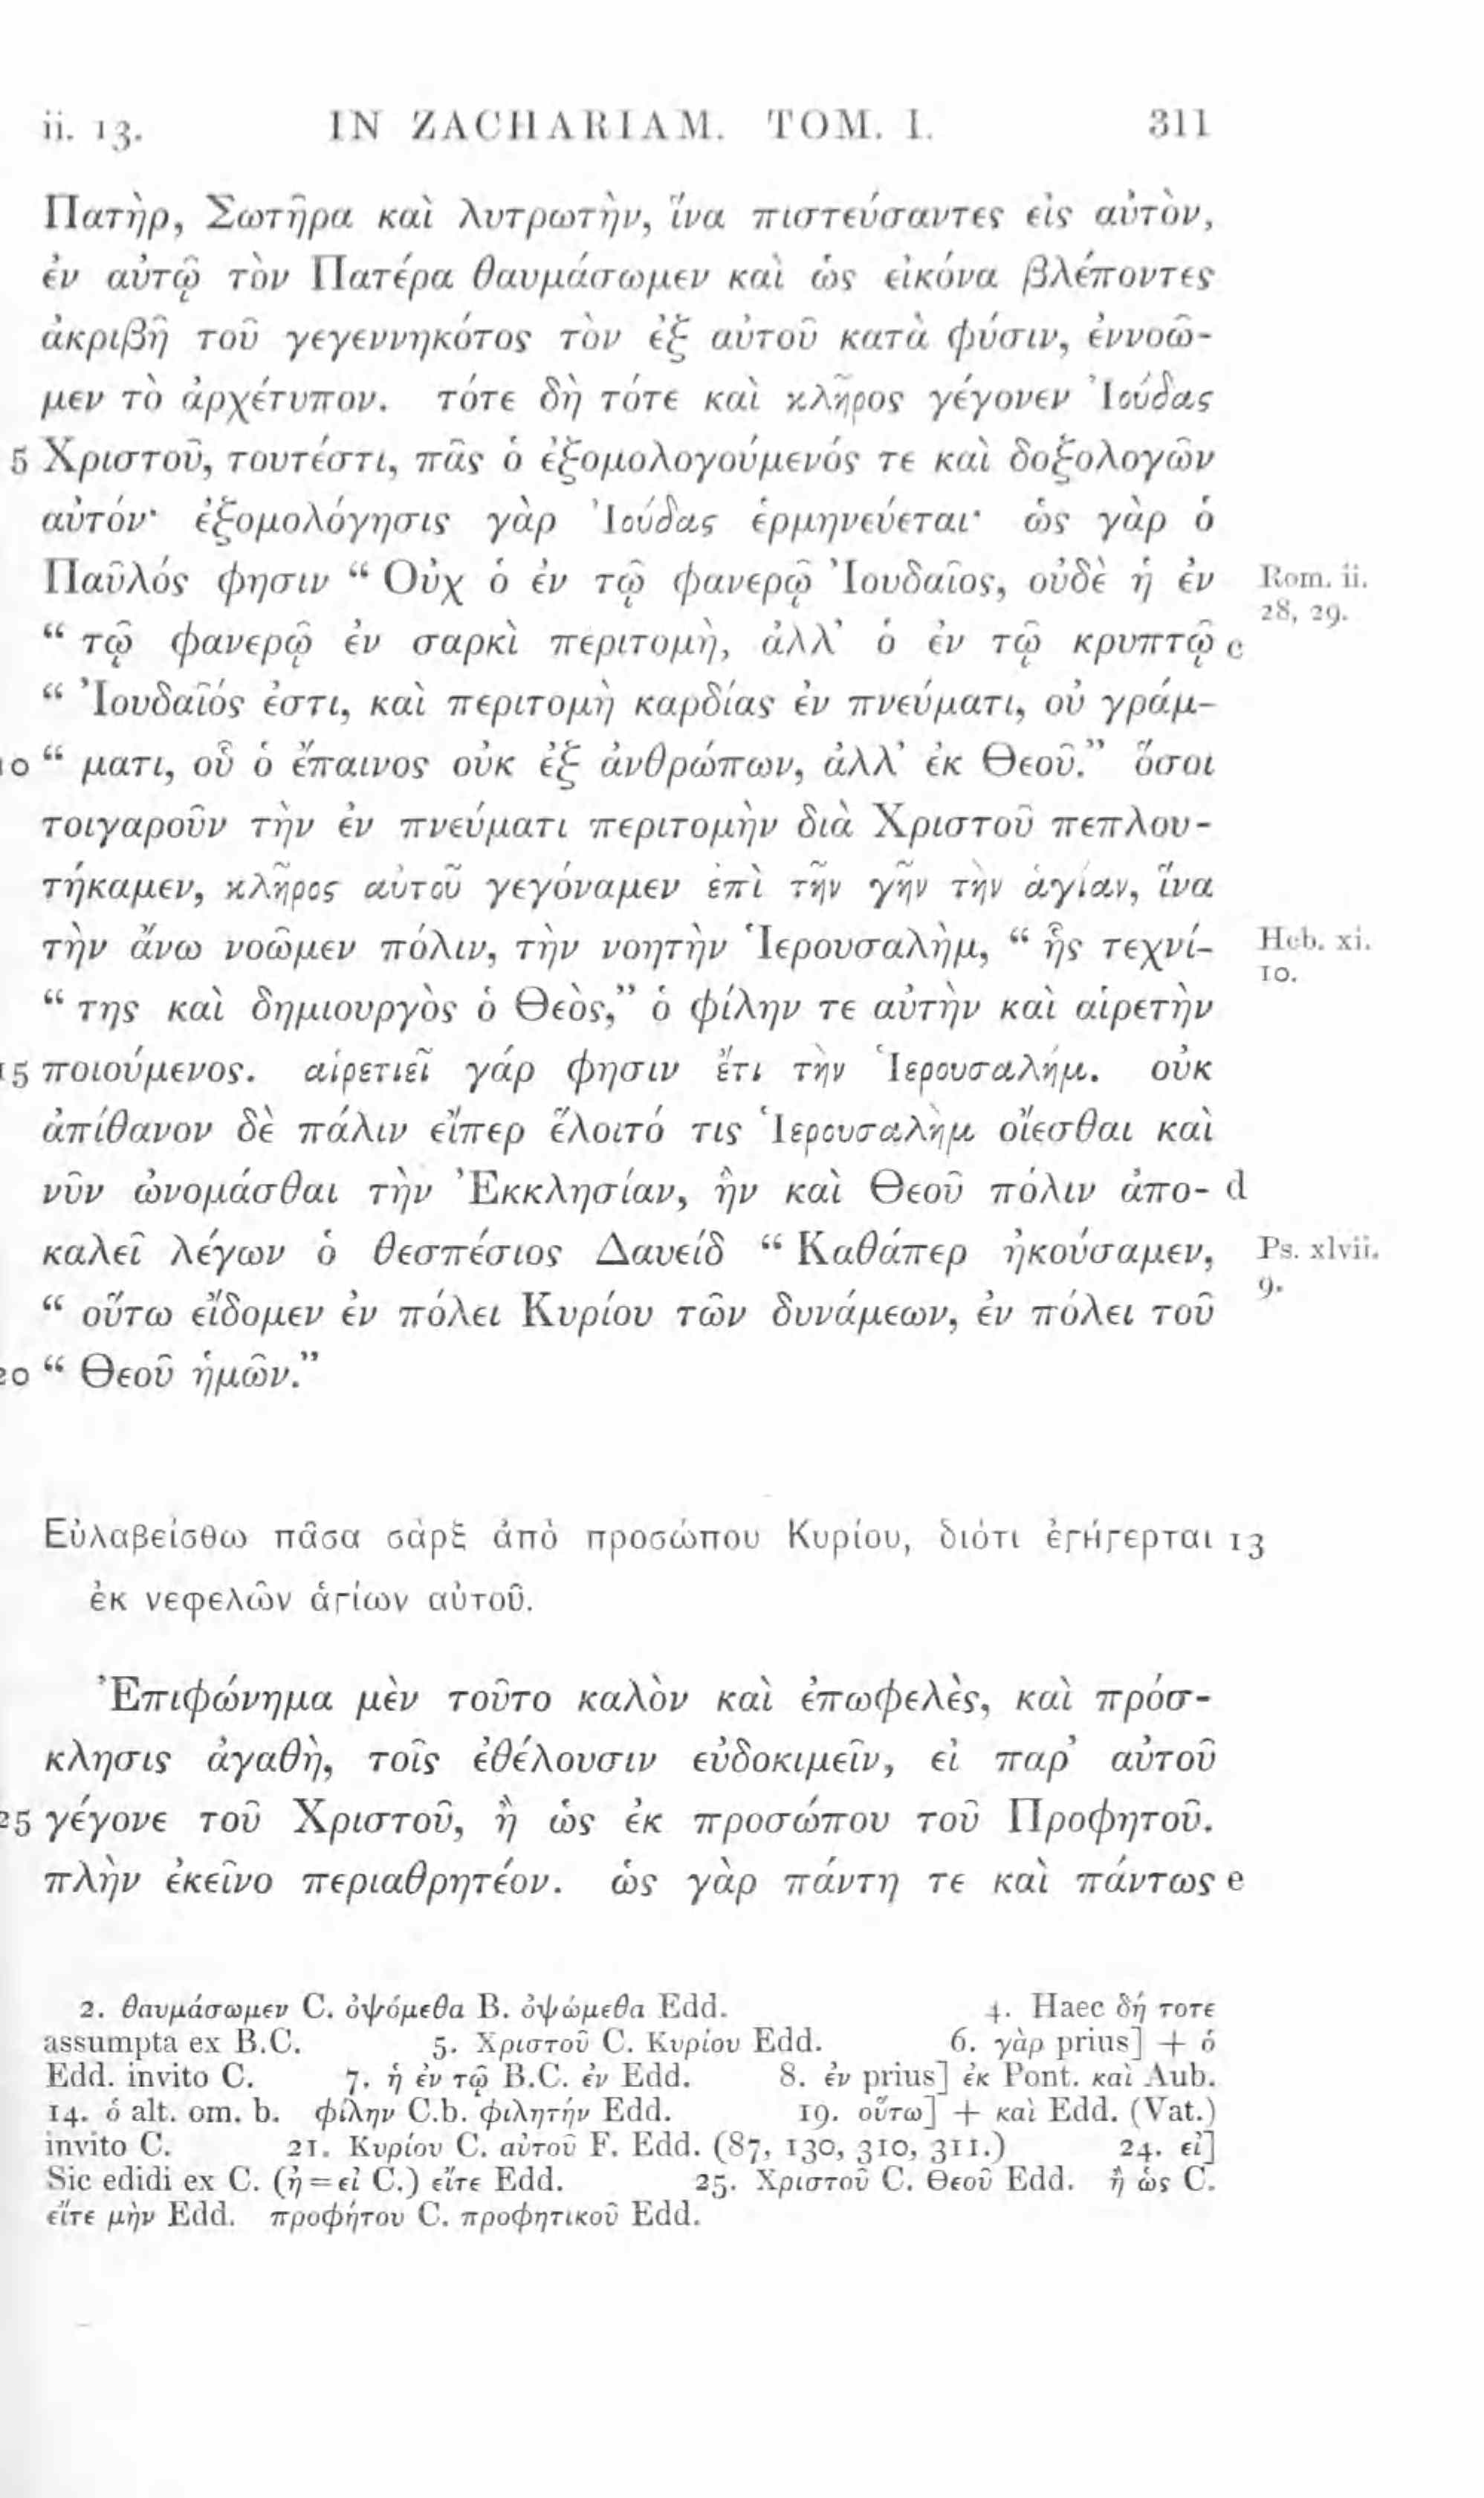 ii. 13. IN ZACHARIAM. TOM. I. 311
Πατὴρ, Σωτῆρα καὶ λυτρωτὴν, ἵνα πιστεύσαντες εἰς αὐτὸν,
ἐν αὐτῷ τὸν Πατέρα θαυμάσωμεν καὶ ὡς εἰκόνα βλέποντες
ἀκριβῆ τοῦ γεγεννηκότος τὸν ἐξ αὐτοῦ κατὰ φύσιν, ἐννοῶ-
μεν τὸ ἀρχέτυπον. τότε δὴ τότε καὶ κλῆρος γέγονεν Ἰούδας
5 Χριστοῦ, τουτέστι, πᾶς ὁ ἐξομολογούμενός τε καὶ δοξολογῶν
αὐτόν· ἐξομολόγησις γὰρ Ἰούδας ἑρμηνεύεται· ὡς γὰρ ὁ
Παῦλός φησιν “ Οὐχ ὁ ἐν τῷ φανερῷ Ἰουδαῖος, οὐδὲ ἡ ἐν Rom. ii.
28, 29.
“ τῷ φανερῷ ἐν σαρκὶ περιτομὴ, ἀλλ’ ὁ ἐν τῷ κρυπτῷ c
“ Ἰουδαῖός ἐστι, καὶ περιτομὴ καρδίας ἐν πνεύματι, οὐ γράμ-
10 “ ματι, οὗ ὁ ἔπαινος οὐκ ἐξ ἀνθρώπων, ἀλλ’ ἐκ Θεοῦ.” ὅσοι
τοιγαροῦν τὴν ἐν πνεύματι περιτομὴν διὰ Χριστοῦ πεπλου-
τήκαμεν, κλῆρος αὐτοῦ γεγόναμεν ἐπὶ τῆν γῆν τὴν ἁγίαν, ἵνα
τὴν ἄνω νοῶμεν πόλιν, τὴν νοητὴν Ἱερουσαλὴμ, “ ἧς τεχνί- Heb. xi.
10.
“ της καὶ δημιουργὸς ὁ Θεὸς,” ὁ φίλην τε αὐτὴν καὶ αἱρετὴν
15 ποιούμενος. αἱρετιεῖ γάρ φησιν ἔτι τὴν Ἱερουσαλήμ. οὐκ
ἀπίθανον δὲ πάλιν εἴπερ ἕλοιτό τις Ἱερουσαλὴμ οἴεσθαι καὶ
νῦν ὠνομάσθαι τὴν Ἐκκλησίαν, ἣν καὶ Θεοῦ πόλιν ἀπο- d
καλεῖ λέγων ὁ θεσπέσιος Δαυείδ “ Καθάπερ ἠκούσαμεν, Ps. xlvii.
9.
“ οὕτω εἴδομεν ἐν πόλει Κυρίου τῶν δυνάμεων, ἐν πόλει τοῦ
20 “ Θεοῦ ἡμῶν.”
Εὐλαβείσθω πᾶσα σὰρξ ἀπὸ προσώπου Κυρίου, διότι ἐγήγερται 13
ἐκ νεφελῶν ἁγίων αὐτοῦ.
Ἐπιφώνημα μὲν τοῦτο καλὸν καὶ ἐπωφελὲς, καὶ πρόσ-
κλησις ἀγαθὴ, τοῖς ἐθέλουσιν εὐδοκιμεῖν, εἰ παρ’ αὐτοῦ
25 γέγονε τοῦ Χριστοῦ, ἢ ὡς ἐκ προσώπου τοῦ Προφητοῦ.
πλὴν ἐκεῖνο περιαθρητέον. ὡς γὰρ πάντη τε καὶ πάντως e
2. θαυμάσωμεν C. ὀψόμεθα B. ὀψώμεθα Edd. 4. Haec δή τοτε
assumpta ex B.C. 5. Χριστοῦ C. Κυρίου Edd. 6. γὰρ prius] + ὁ
Edd. invito C. 7. ἡ ἐν τῷ B.C. ἐν Edd. 8. ἐν prius] ἐκ Pont. καὶ Aub.
14. ὁ alt. om. b. φίλην C.b. φιλητὴν Edd. 19. οὕτω] + καὶ Edd. (Vat.)
invito C. 21. Κυρίου C. αὐτοῦ F. Edd. (87, 130, 310, 311.) 24. εἰ]
Sic edidi ex C. (ἢ = εἰ C.) εἴτε Edd. 25. Χριστοῦ C. Θεοῦ Edd. ἢ ὡς C.
εἴτε μὴν Edd. προφήτου C. προφητικοῦ Edd.